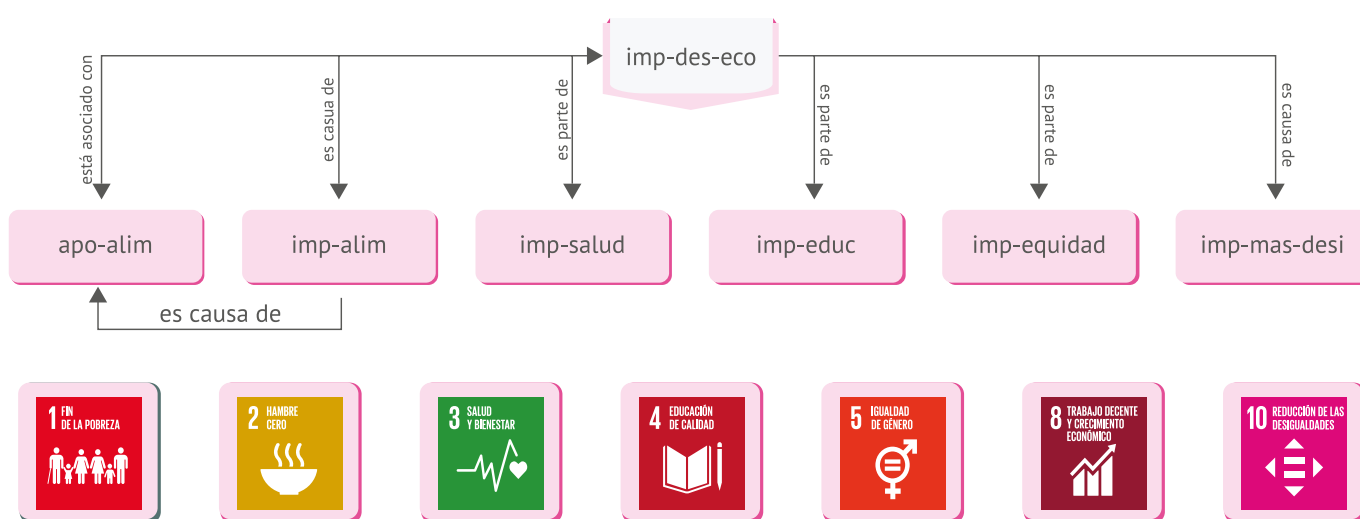 imp-des-eco
está asociado con
es casua de
es parte de
es parte de
es parte de
es causa de
apo-alim
imp-alim
imp-salud
imp-educ
imp-equidad
imp-mas-desi
es causa de
1 FIN
DE LA POBREZA
2 HAMBRE
CERO
3 SALUD
Y BIENESTAR
4 EDUCACIÓN
DE CALIDAD
5 IGUALDAD
DE GÉNERO
8 TRABAJO DECENTE
Y CRECIMIENTO
ECONÓMICO
10 REDUCCIÓN DE LAS
DESIGUALDADES